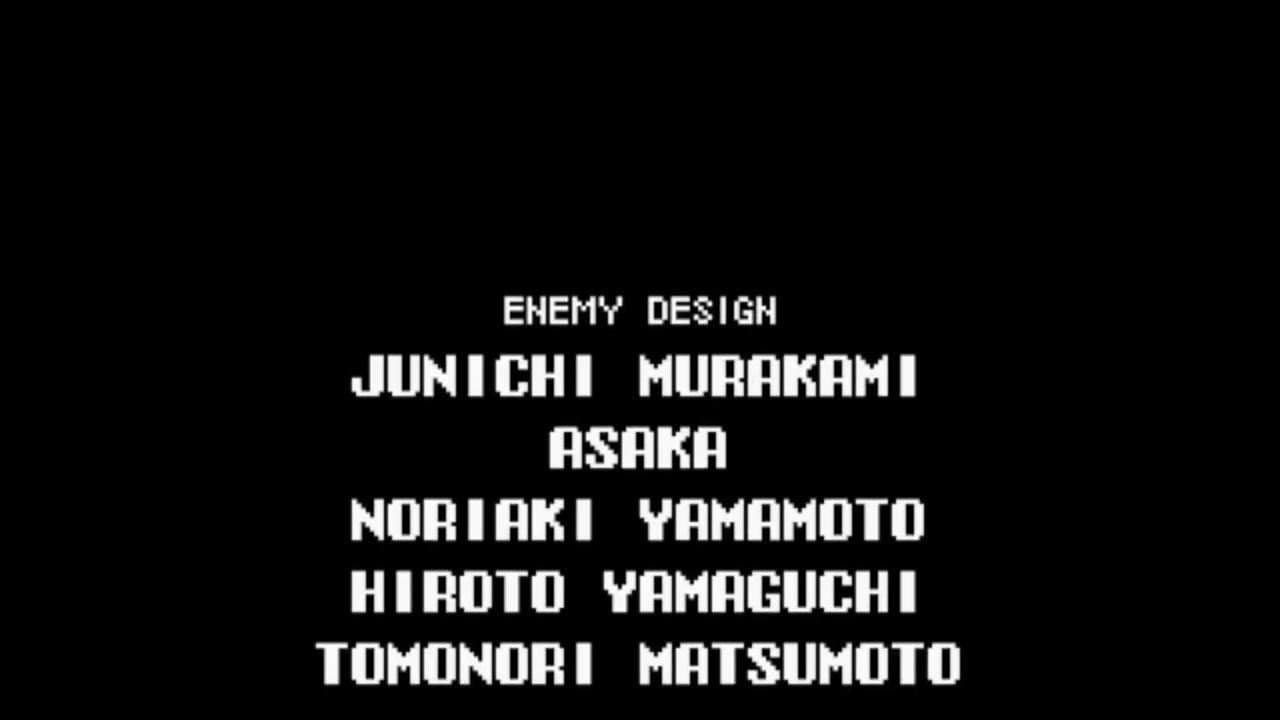 ENEMY DESIGN
JUNICHI MURAKAMI
ASAKA
NORIAKI YAMAMOTO
HIROTO YAMAGUCHI
TOMONORI MATSUMOTO